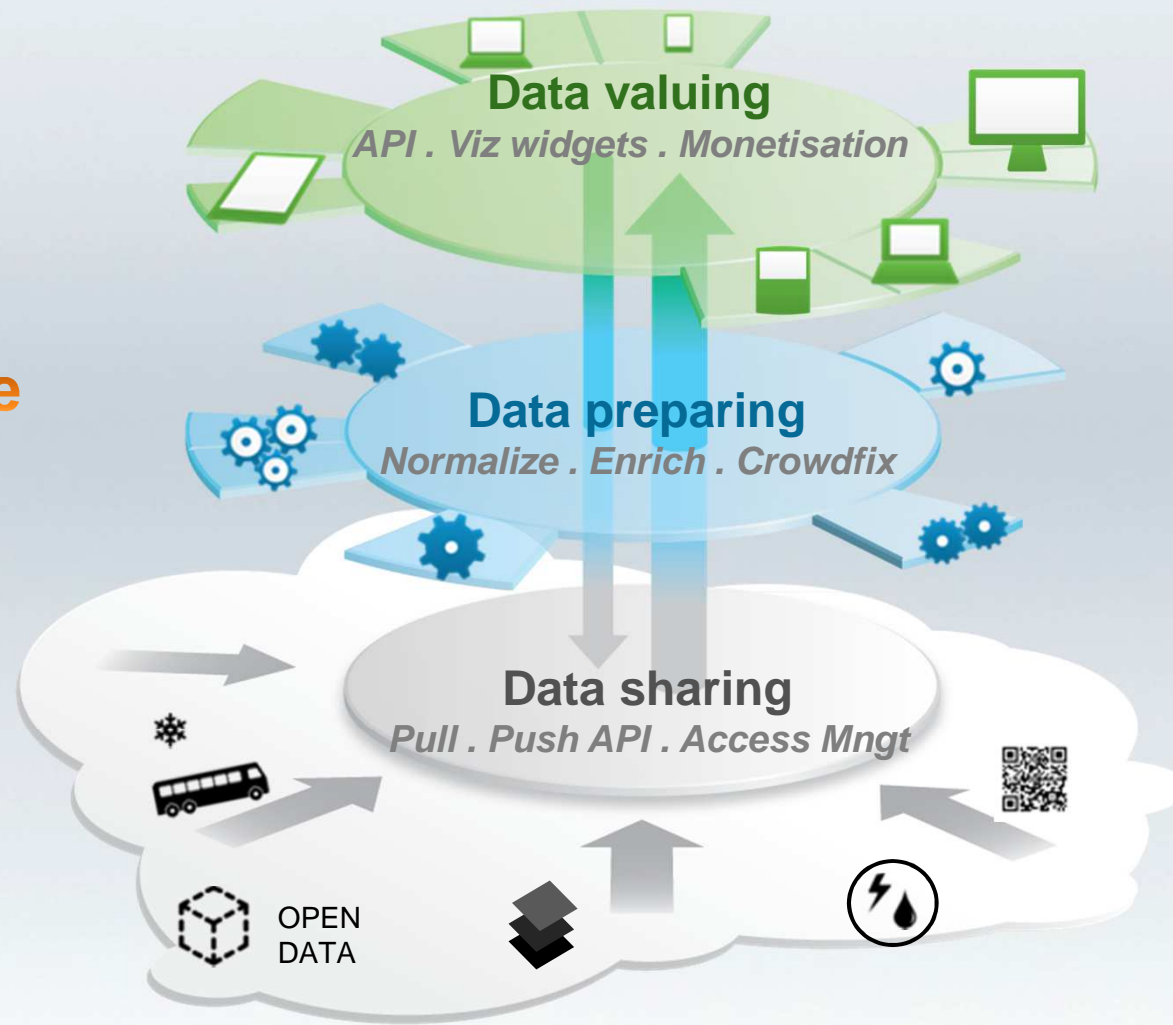 Data valuing
API . Viz widgets . Monetisation
e
Data preparing
Normalize . Enrich . Crowdfix
Data sharing
Pull . Push API . Access Mngt
OPEN
DATA